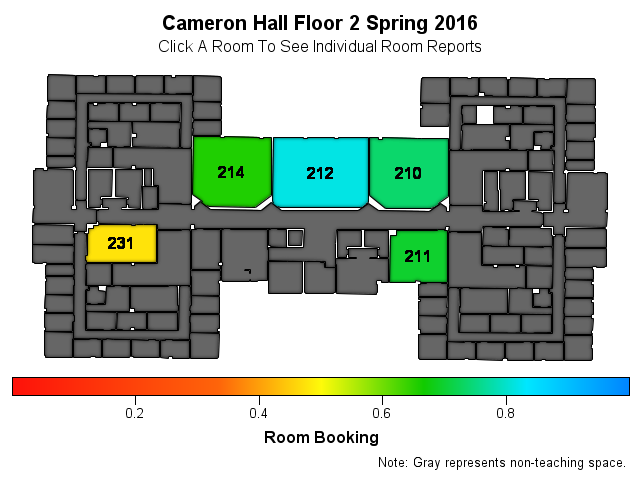 Cameron Hall Floor 2 Spring 2016
Click A Room To See Individual Room Reports
214
212
210
231
211
0.2
0.4
0.6
0.8
Room Booking
Note: Gray represents non-teaching space.